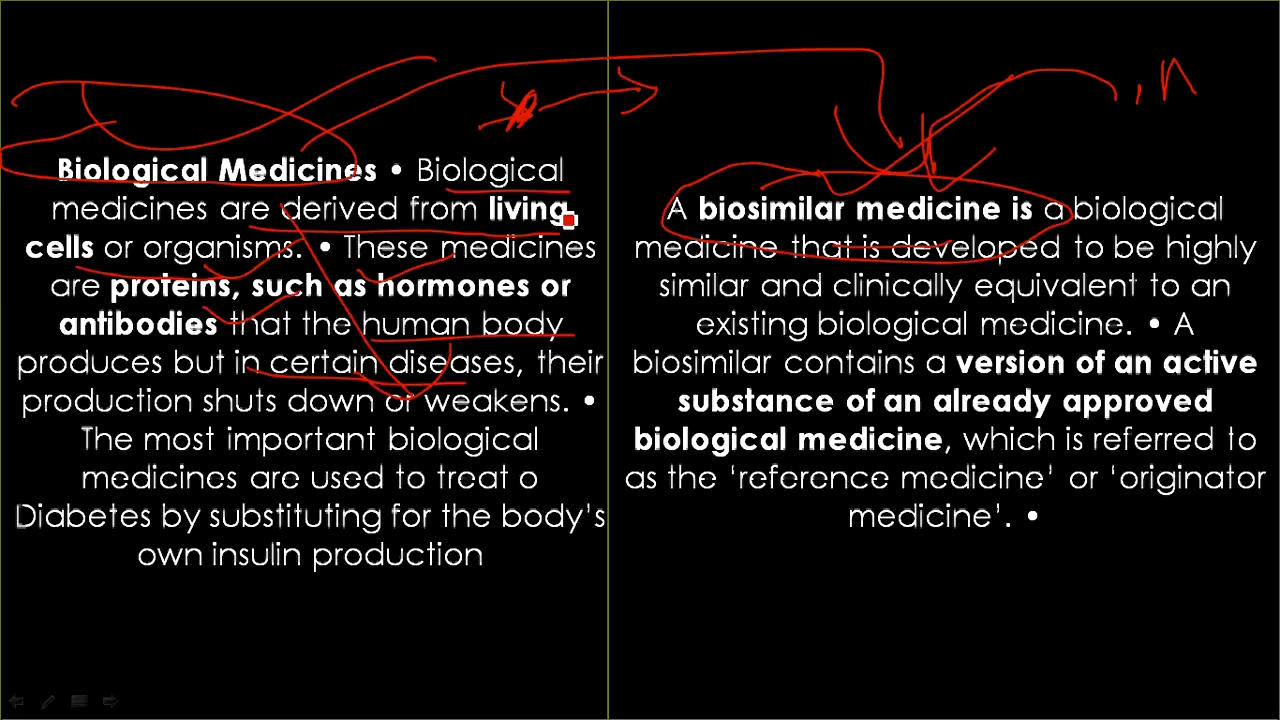 Biological Medicines • Biological
medicines are derived from living
cells or organisms. • These medicines
are proteins, such as hormones or
antibodies that the human body
produces but in certain diseases, their
production shuts down or weakens. •
The most important biological
medicines are used to treat o
Diabetes by substituting for the body's
own insulin production
A biosimilar medicine is a biological
medicine that is developed to be highly
similar and clinically equivalent to an
existing biological medicine. • A
biosimilar contains a version of an active
substance of an already approved
biological medicine, which is referred to
as the ‘reference medicine’ or ‘originator
medicine’. •